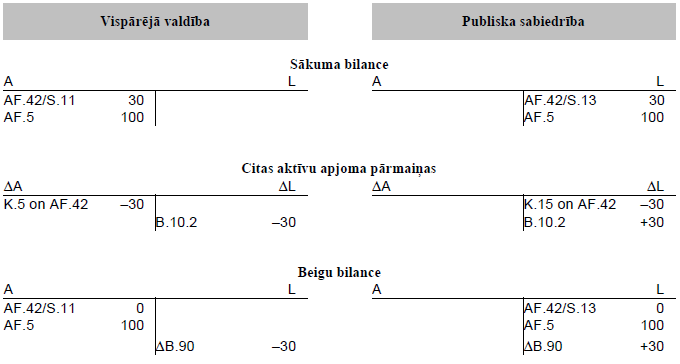 Vispārējā valdība Publiska sabiedrība
Sākuma bilance
A L A L
AF.42/S.11 30 AF.42/S.13 30
AF.5 100 AF.5 100
Citas aktīvu apjoma pārmaiņas
ΔA ΔL ΔA ΔL
K.5 on AF.42 –30 K.15 on AF.42 –30
B.10.2 –30 B.10.2 +30
Beigu bilance
A L A L
AF.42/S.11 0 AF.42/S.13 0
AF.5 100 AF.5 100
ΔB.90 –30 ΔB.90 +30